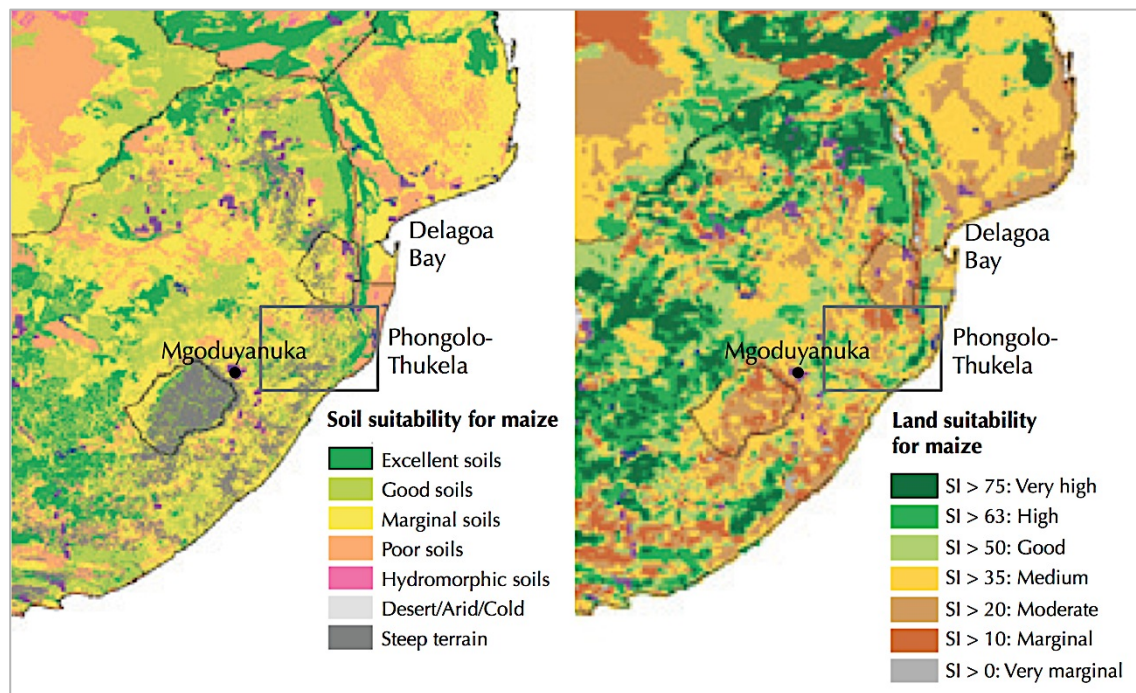 Delagoa
Bay
Phongolo-
Thukela
Mgoduyanuka
Soil suitability for maize
Excellent soils
Good soils
Marginal soils
Poor soils
Hydromorphic soils
Desert/Arid/Cold
Steep terrain
Delagoa
Bay
Phongolo-
Thukela
Mgoduyanuka
Land suitability
for maize
SI > 75: Very high
SI > 63: High
SI > 50: Good
SI > 35: Medium
SI > 20: Moderate
SI > 10: Marginal
SI > 0: Very marginal